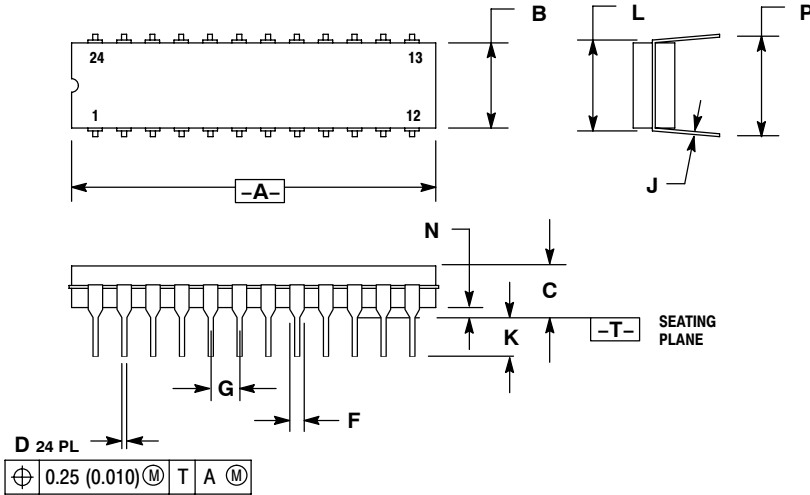 B L P
24 13
1 12
J
–A–
N
C
K
–T– SEATING
PLANE
G
F
D 24 PL
⌖ 0.25 (0.010) Ⓜ T A Ⓜ